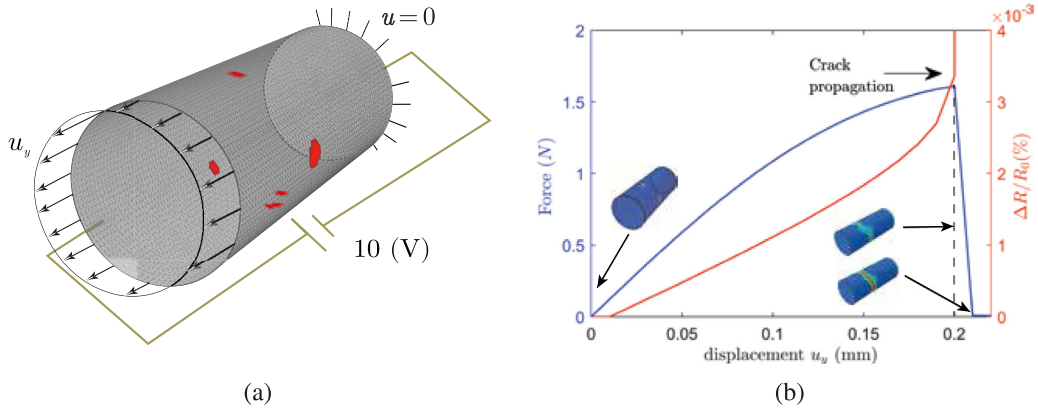 u = 0
u_y
10 (V)
(a)
×10⁻³
2
1.5
1
0.5
0
Force (N)
4
3
2
1
0
ΔR/R₀(%)
Crack
propagation
0
0.05
0.1
0.15
0.2
displacement u_y (mm)
(b)